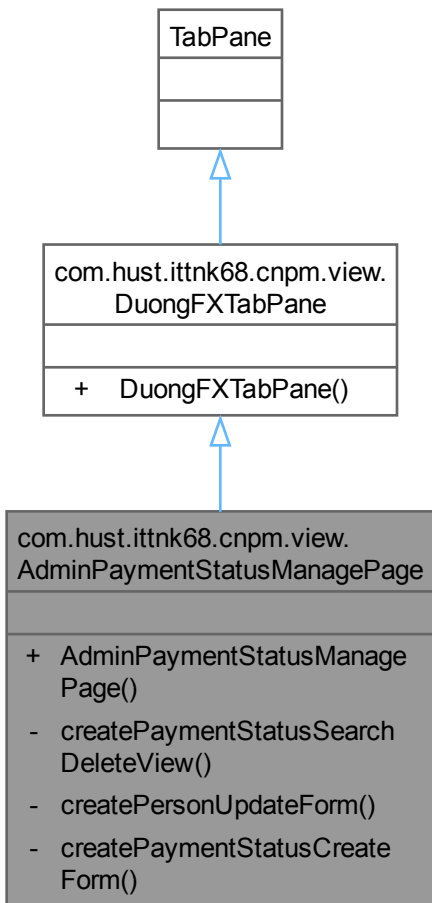 TabPane
com.hust.ittnk68.cnpm.view.
DuongFXTabPane
+ DuongFXTabPane()
com.hust.ittnk68.cnpm.view.
AdminPaymentStatusManagePage
+ AdminPaymentStatusManage
Page()
- createPaymentStatusSearch
DeleteView()
- createPersonUpdateForm()
- createPaymentStatusCreate
Form()